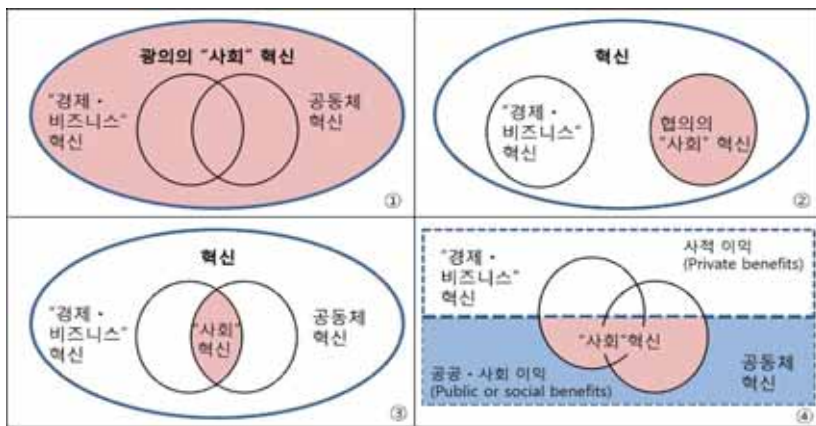 광의의 "사회" 혁신
"경제・
비즈니스"
혁신
공동체
혁신
①
혁신
"경제・
비즈니스"
혁신
협의의
"사회" 혁신
②
혁신
"경제・
비즈니스"
혁신
"사회"
혁신
공동체
혁신
③
"경제・
비즈니스"
혁신
사적 이익
(Private benefits)
"사회"혁신
공공・사회 이익
(Public or social benefits)
공동체
혁신
④